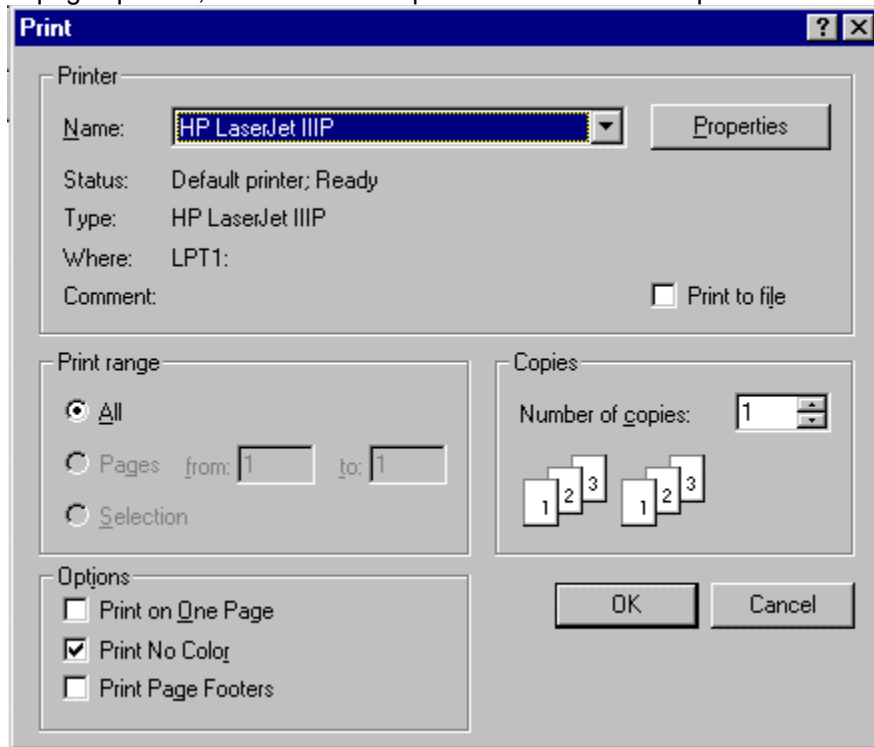 Print
Printer
Name: HP LaserJet IIIP Properties
Status: Default printer; Ready
Type: HP LaserJet IIIP
Where: LPT1:
Comment: Print to file
Print range
All
Pages from: 1 to: 1
Selection
Copies
Number of copies: 1
1 2 3 1 2 3
Options
Print on One Page
Print No Color
Print Page Footers
OK Cancel